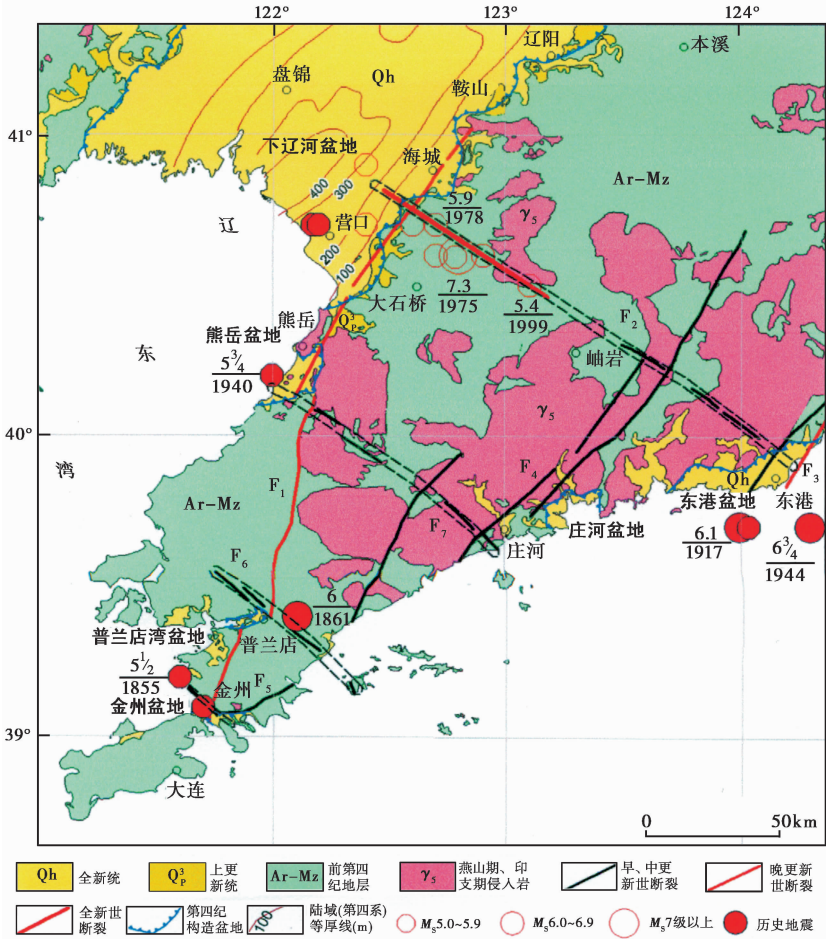 122° 123° 124°
辽阳
本溪
盘锦
Qh
鞍山
41°
下辽河盆地
海城
Ar-Mz
400
300
5.9
1978
γ5
辽
营口
200
100
7.3
1975
大石桥
5.4
1999
熊岳
Q3P
F2
熊岳盆地
5 3/4
1940
东
岫岩
γ5
40°
湾
F1
F4
F3
Qh
Ar-Mz
东港盆地
东港
F7
庄河
庄河盆地
6.1
1917
6 3/4
1944
F6
6
1861
普兰店湾盆地
普兰店
5 1/2
1855
金州
F5
金州盆地
39°
大连
0 50km
Qh 全新统
Q3P 上更
新统
Ar-Mz 前第四
纪地层
γ5 燕山期、印
支期侵入岩
早、中更
新世断裂
晚更新
世断裂
全新世
断裂
第四纪
构造盆地
100 陆域(第四系)
等厚线(m)
MS5.0~5.9
MS6.0~6.9
MS7级以上
历史地震